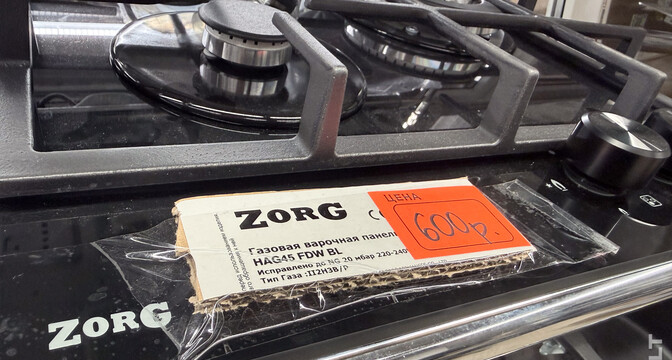 ZORG
ЦЕНА
600р.
Газовая варочная панель
HAG45 FDW BL
Исправлено до NG 20 мбар 220-240
Тип Газа :II2H3B/P
ZORG